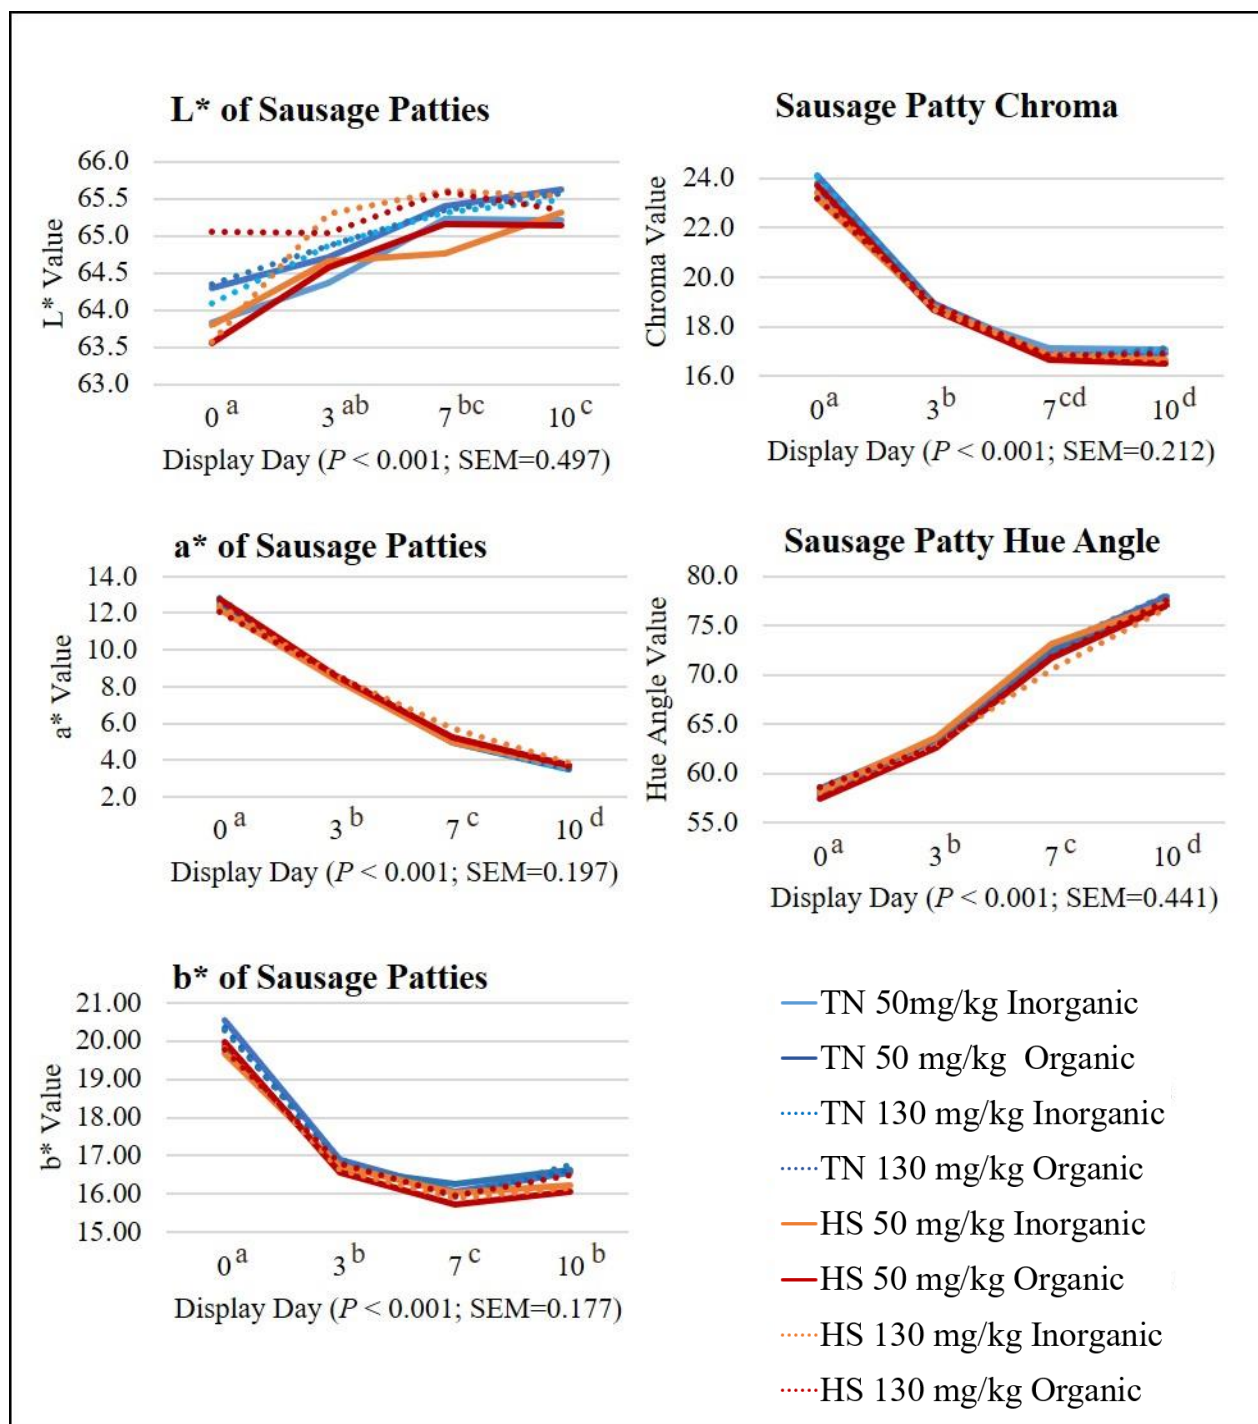 L* of Sausage Patties
L* Value
66.0
65.5
65.0
64.5
64.0
63.5
63.0
0 a 3 ab 7 bc 10 c
Display Day (P < 0.001; SEM=0.497)
Sausage Patty Chroma
Chroma Value
24.0
22.0
20.0
18.0
16.0
0 a 3 b 7 cd 10 d
Display Day (P < 0.001; SEM=0.212)
a* of Sausage Patties
a* Value
14.0
12.0
10.0
8.0
6.0
4.0
2.0
0 a 3 b 7 c 10 d
Display Day (P < 0.001; SEM=0.197)
Sausage Patty Hue Angle
Hue Angle Value
80.0
75.0
70.0
65.0
60.0
55.0
0 a 3 b 7 c 10 d
Display Day (P < 0.001; SEM=0.441)
b* of Sausage Patties
b* Value
21.00
20.00
19.00
18.00
17.00
16.00
15.00
0 a 3 b 7 c 10 b
Display Day (P < 0.001; SEM=0.177)
TN 50mg/kg Inorganic
TN 50 mg/kg Organic
TN 130 mg/kg Inorganic
TN 130 mg/kg Organic
HS 50 mg/kg Inorganic
HS 50 mg/kg Organic
HS 130 mg/kg Inorganic
HS 130 mg/kg Organic